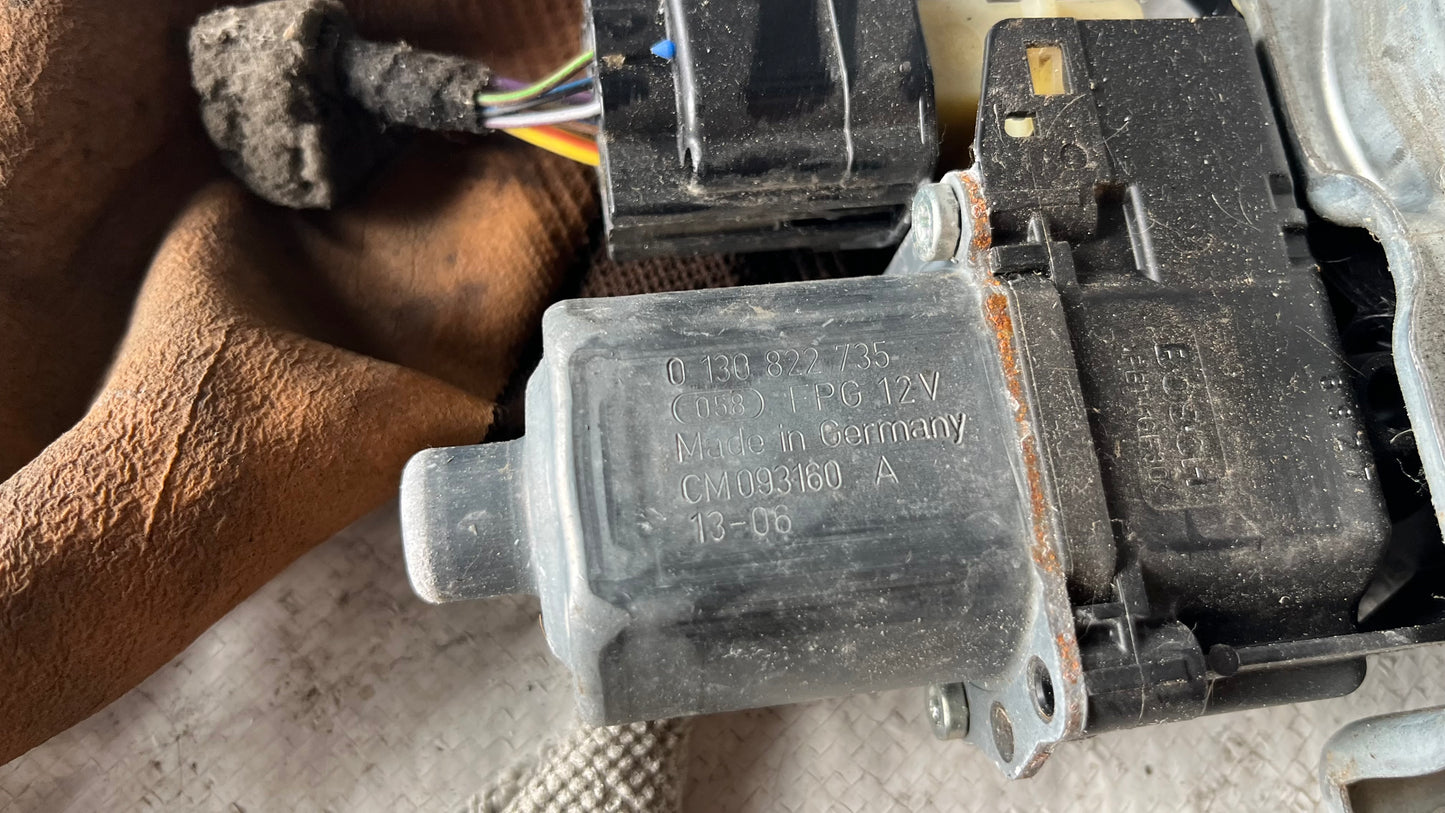 0 130 822 735
(058) FPG 12V
Made in Germany
CM093160 A
13-06
BOSCH